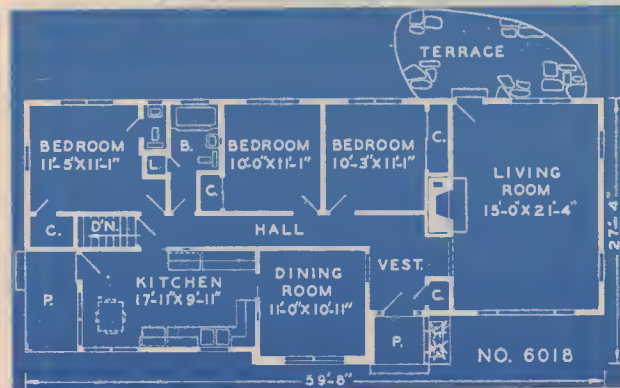 TERRACE
BEDROOM
11'-5"X11'-1"
B.
BEDROOM
10'-0"X11'-1"
BEDROOM
10'-3"X11'-1"
C.
L.
C.
LIVING
ROOM
15'-0"X21'-4"
27'-4"
C.
D'N.
HALL
KITCHEN
17'-11"X9'-11"
DINING
ROOM
11'-0"X10'-11"
VEST.
P.
C.
P.
NO. 6018
59'-8"